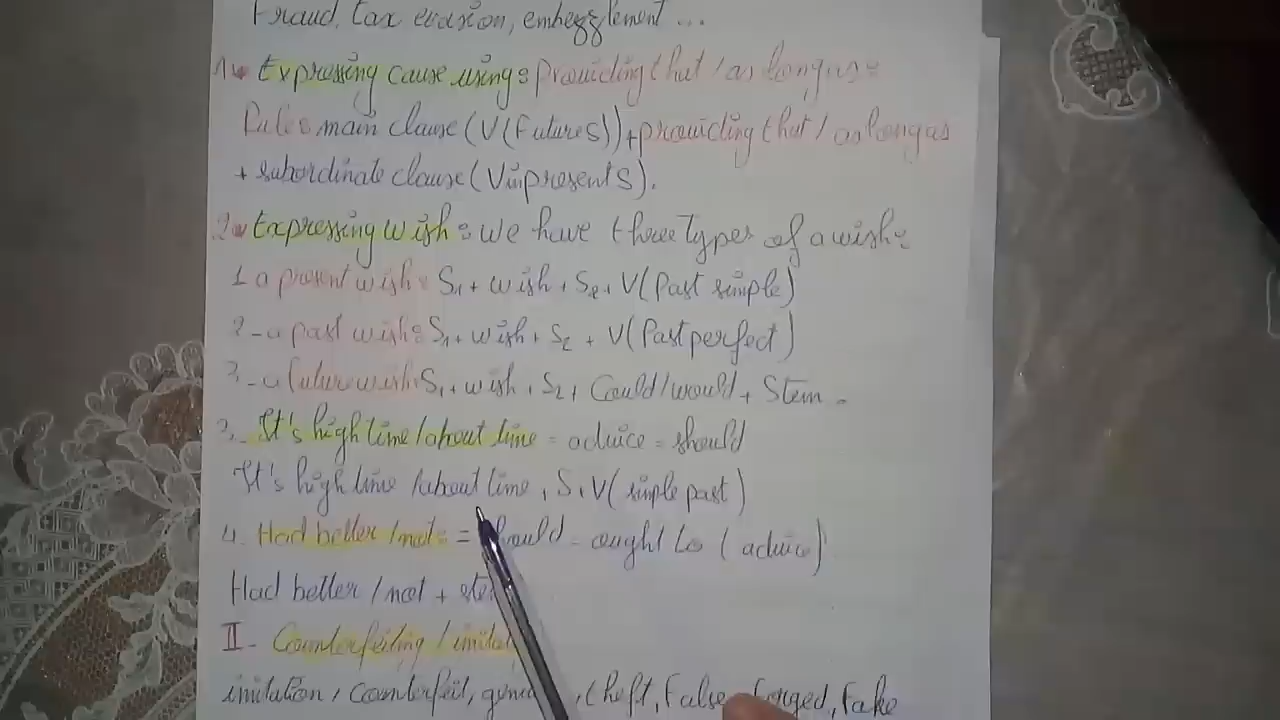 Fraud, tax evasion, embezzlement ...
1. Expressing cause using: providing that / as long as:
Rule: main clause (V(Future S)) + providing that / as long as
+ subordinate clause (V in present S).
2. Expressing wish: we have three types of a wish:
1 a present wish: S1 + wish + S2 + V(Past simple)
2 - a past wish: S1 + wish + S2 + V(Past perfect)
3 - a future wish: S1 + wish + S2 + Could/would + Stem.
3. It's high time / about time = advice = should
It's high time / about time + S + V (simple past)
4. Had better / not: = should = ought to (advice)
Had better / not +
II - Counterfeiting /
imitation, counterfeit, , theft, False, Forged, Fake